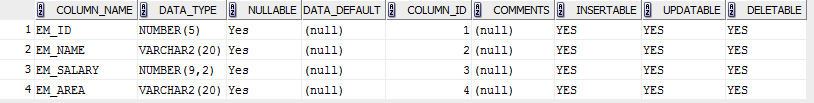 COLUMN_NAME DATA_TYPE NULLABLE DATA_DEFAULT COLUMN_ID COMMENTS INSERTABLE UPDATABLE DELETABLE
1 EM_ID NUMBER(5) Yes (null) 1 (null) YES YES YES
2 EM_NAME VARCHAR2(20) Yes (null) 2 (null) YES YES YES
3 EM_SALARY NUMBER(9,2) Yes (null) 3 (null) YES YES YES
4 EM_AREA VARCHAR2(20) Yes (null) 4 (null) YES YES YES